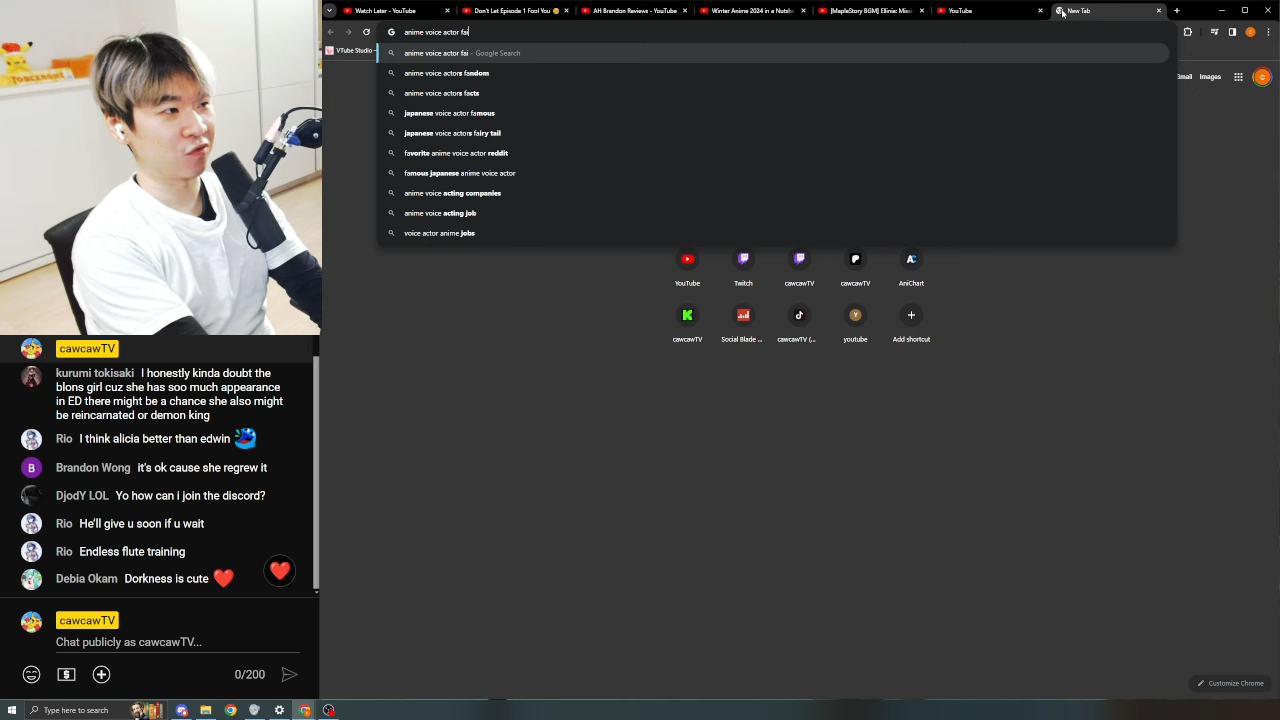 Watch Later - YouTube
Don't Let Episode 1 Fool You
AH Brandon Reviews - YouTube
Winter Anime 2024 in a Nutsh
[MapleStory BGM] Ellinia: Miss
YouTube
New Tab
anime voice actor fai
VTube Studio -
anime voice actor fai - Google Search
Gmail
Images
C
anime voice actors fandom
anime voice actors facts
japanese voice actor famous
japanese voice actors fairy tail
favorite anime voice actor reddit
famous japanese anime voice actor
anime voice acting companies
anime voice acting job
voice actor anime jobs
YouTube
Twitch
cawcawTV
cawcawTV
AniChart
cawcawTV
Social Blade ...
cawcawTV (...
youtube
Add shortcut
cawcawTV
kurumi tokisaki I honestly kinda doubt the
blons girl cuz she has soo much appearance
in ED there might be a chance she also might
be reincarnated or demon king
Rio I think alicia better than edwin
B
Brandon Wong it's ok cause she regrew it
DjodY LOL Yo how can i join the discord?
Rio He'll give u soon if u wait
Rio Endless flute training
Debia Okam Dorkness is cute
cawcawTV
Chat publicly as cawcawTV...
0/200
Customize Chrome
Type here to search